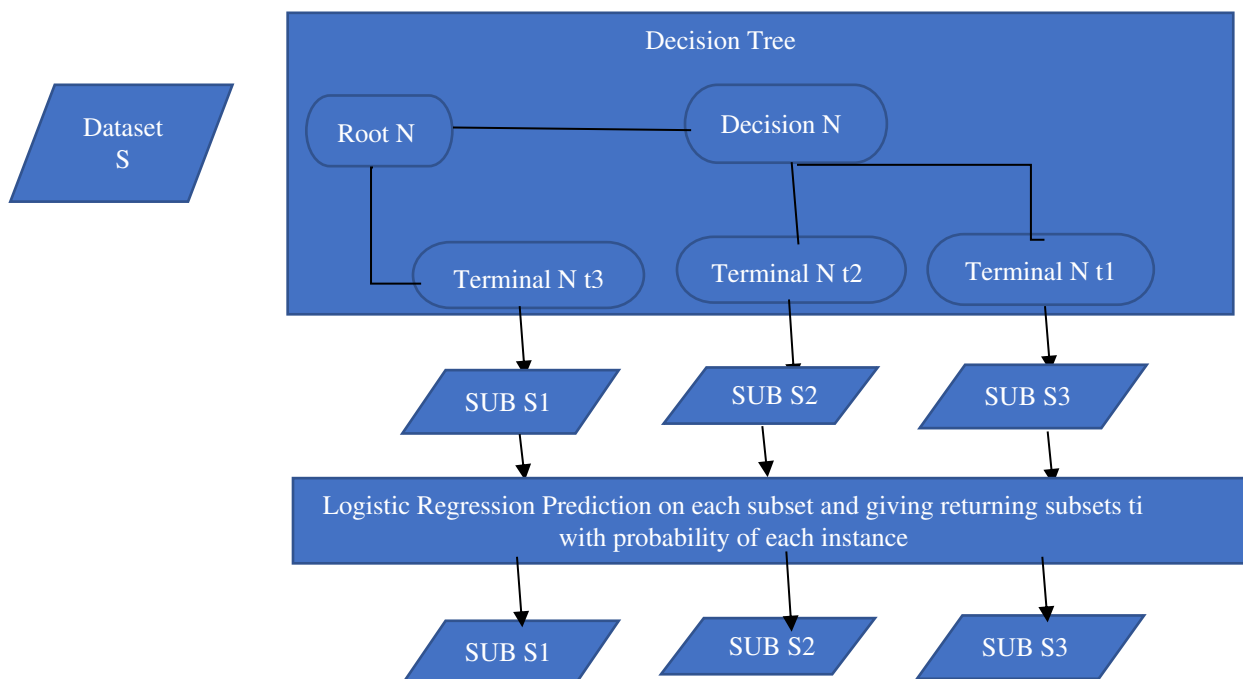 Decision Tree
Dataset
S
Root N
Decision N
Terminal N t3
Terminal N t2
Terminal N t1
SUB S1
SUB S2
SUB S3
Logistic Regression Prediction on each subset and giving returning subsets ti
with probability of each instance
SUB S1
SUB S2
SUB S3